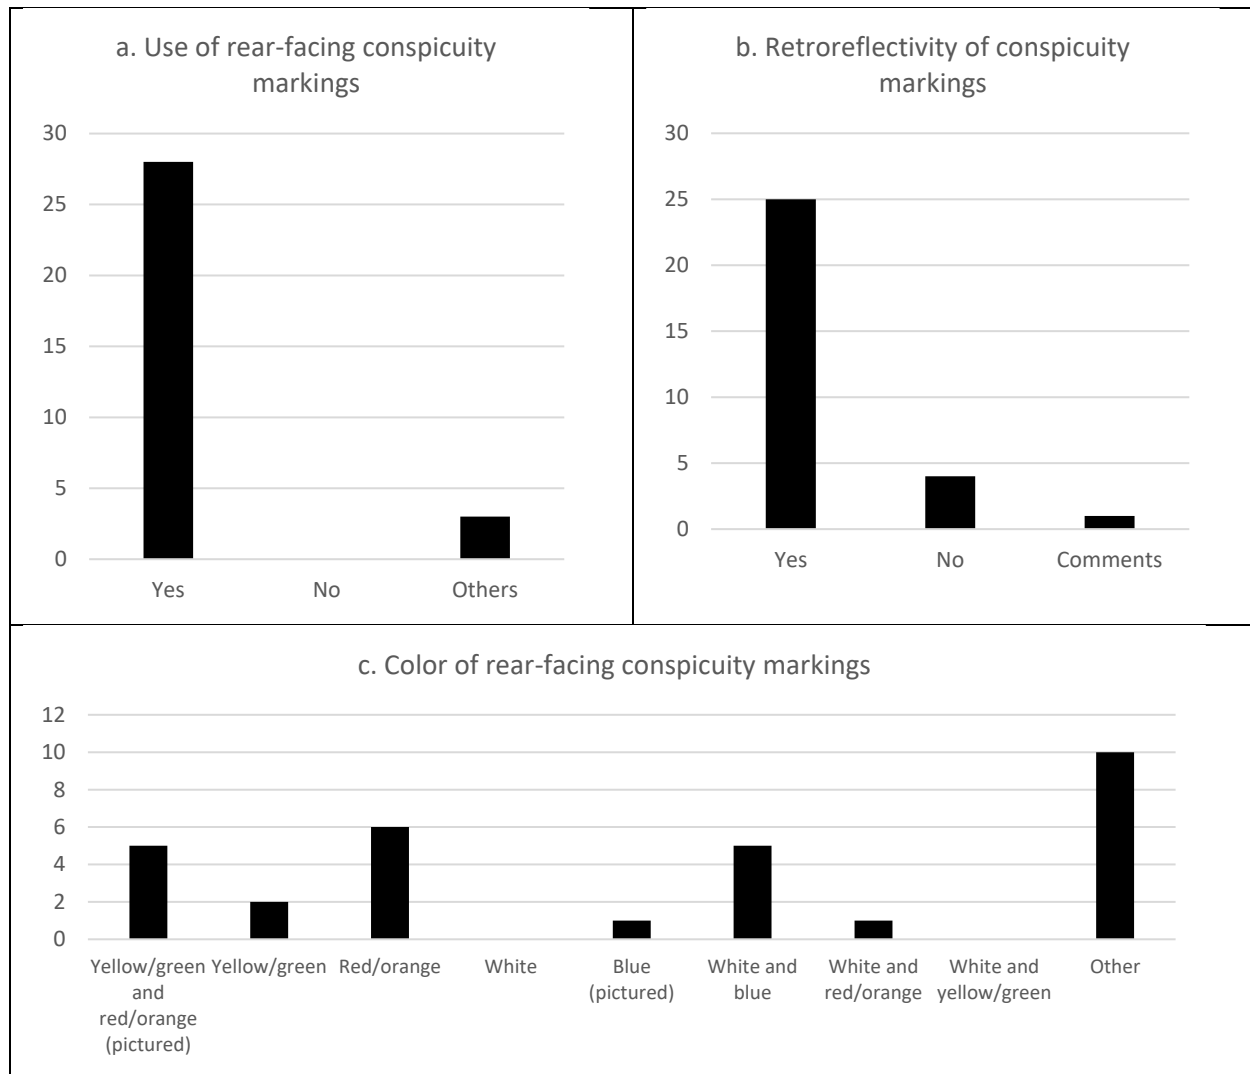 a. Use of rear-facing conspicuity
markings
30
25
20
15
10
5
0
Yes No Others
b. Retroreflectivity of conspicuity
markings
30
25
20
15
10
5
0
Yes No Comments
c. Color of rear-facing conspicuity markings
12
10
8
6
4
2
0
Yellow/green
and
red/orange
(pictured)
Yellow/green
Red/orange
White
Blue
(pictured)
White and
blue
White and
red/orange
White and
yellow/green
Other